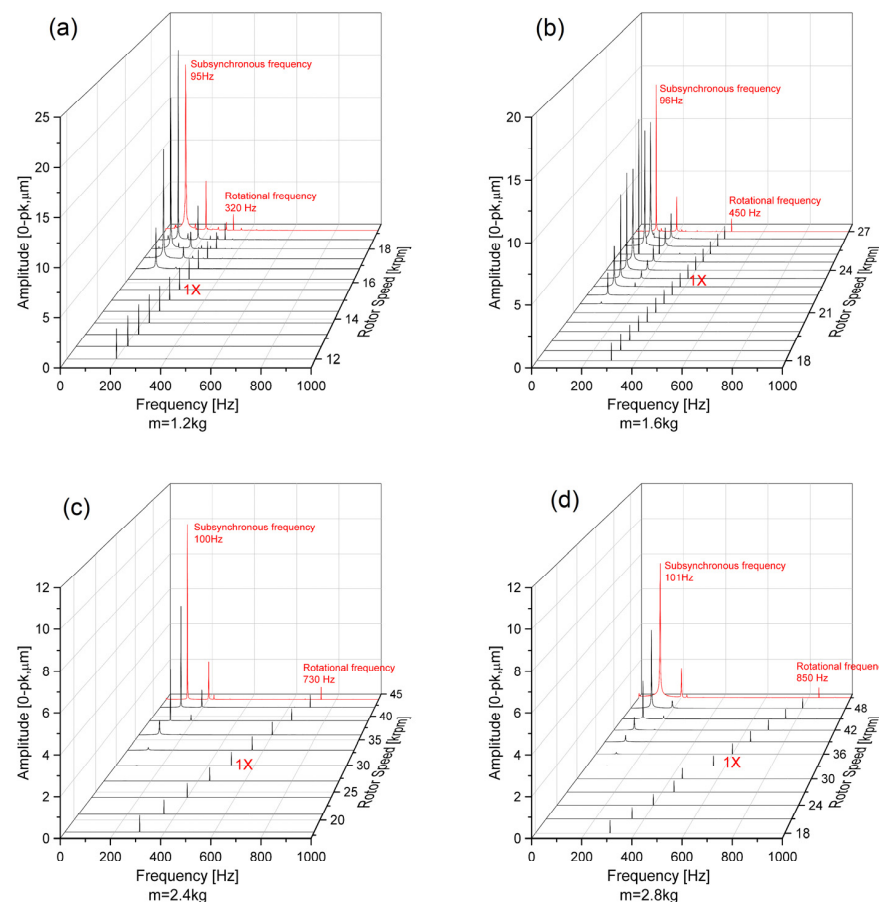 (a)
Subsynchronous frequency
95Hz
Rotational frequency
320 Hz
1X
Amplitude [0-pk,μm]
25
20
15
10
5
0
0 200 400 600 800 1000
Frequency [Hz]
12
14
16
18
Rotor Speed [krpm]
m=1.2kg
(b)
Subsynchronous frequency
96Hz
Rotational frequency
450 Hz
1X
Amplitude [0-pk,μm]
20
15
10
5
0
0 200 400 600 800 1000
Frequency [Hz]
18
21
24
27
Rotor Speed [krpm]
m=1.6kg
(c)
Subsynchronous frequency
100Hz
Rotational frequency
730 Hz
1X
Amplitude [0-pk,μm]
12
10
8
6
4
2
0
0 200 400 600 800 1000
Frequency [Hz]
20
25
30
35
40
45
Rotor Speed [krpm]
m=2.4kg
(d)
Subsynchronous frequency
101Hz
Rotational frequen
850 Hz
1X
Amplitude [0-pk,μm]
12
10
8
6
4
2
0
0 200 400 600 800 1000
Frequency [Hz]
18
24
30
36
42
48
Rotor Speed [krpm]
m=2.8kg